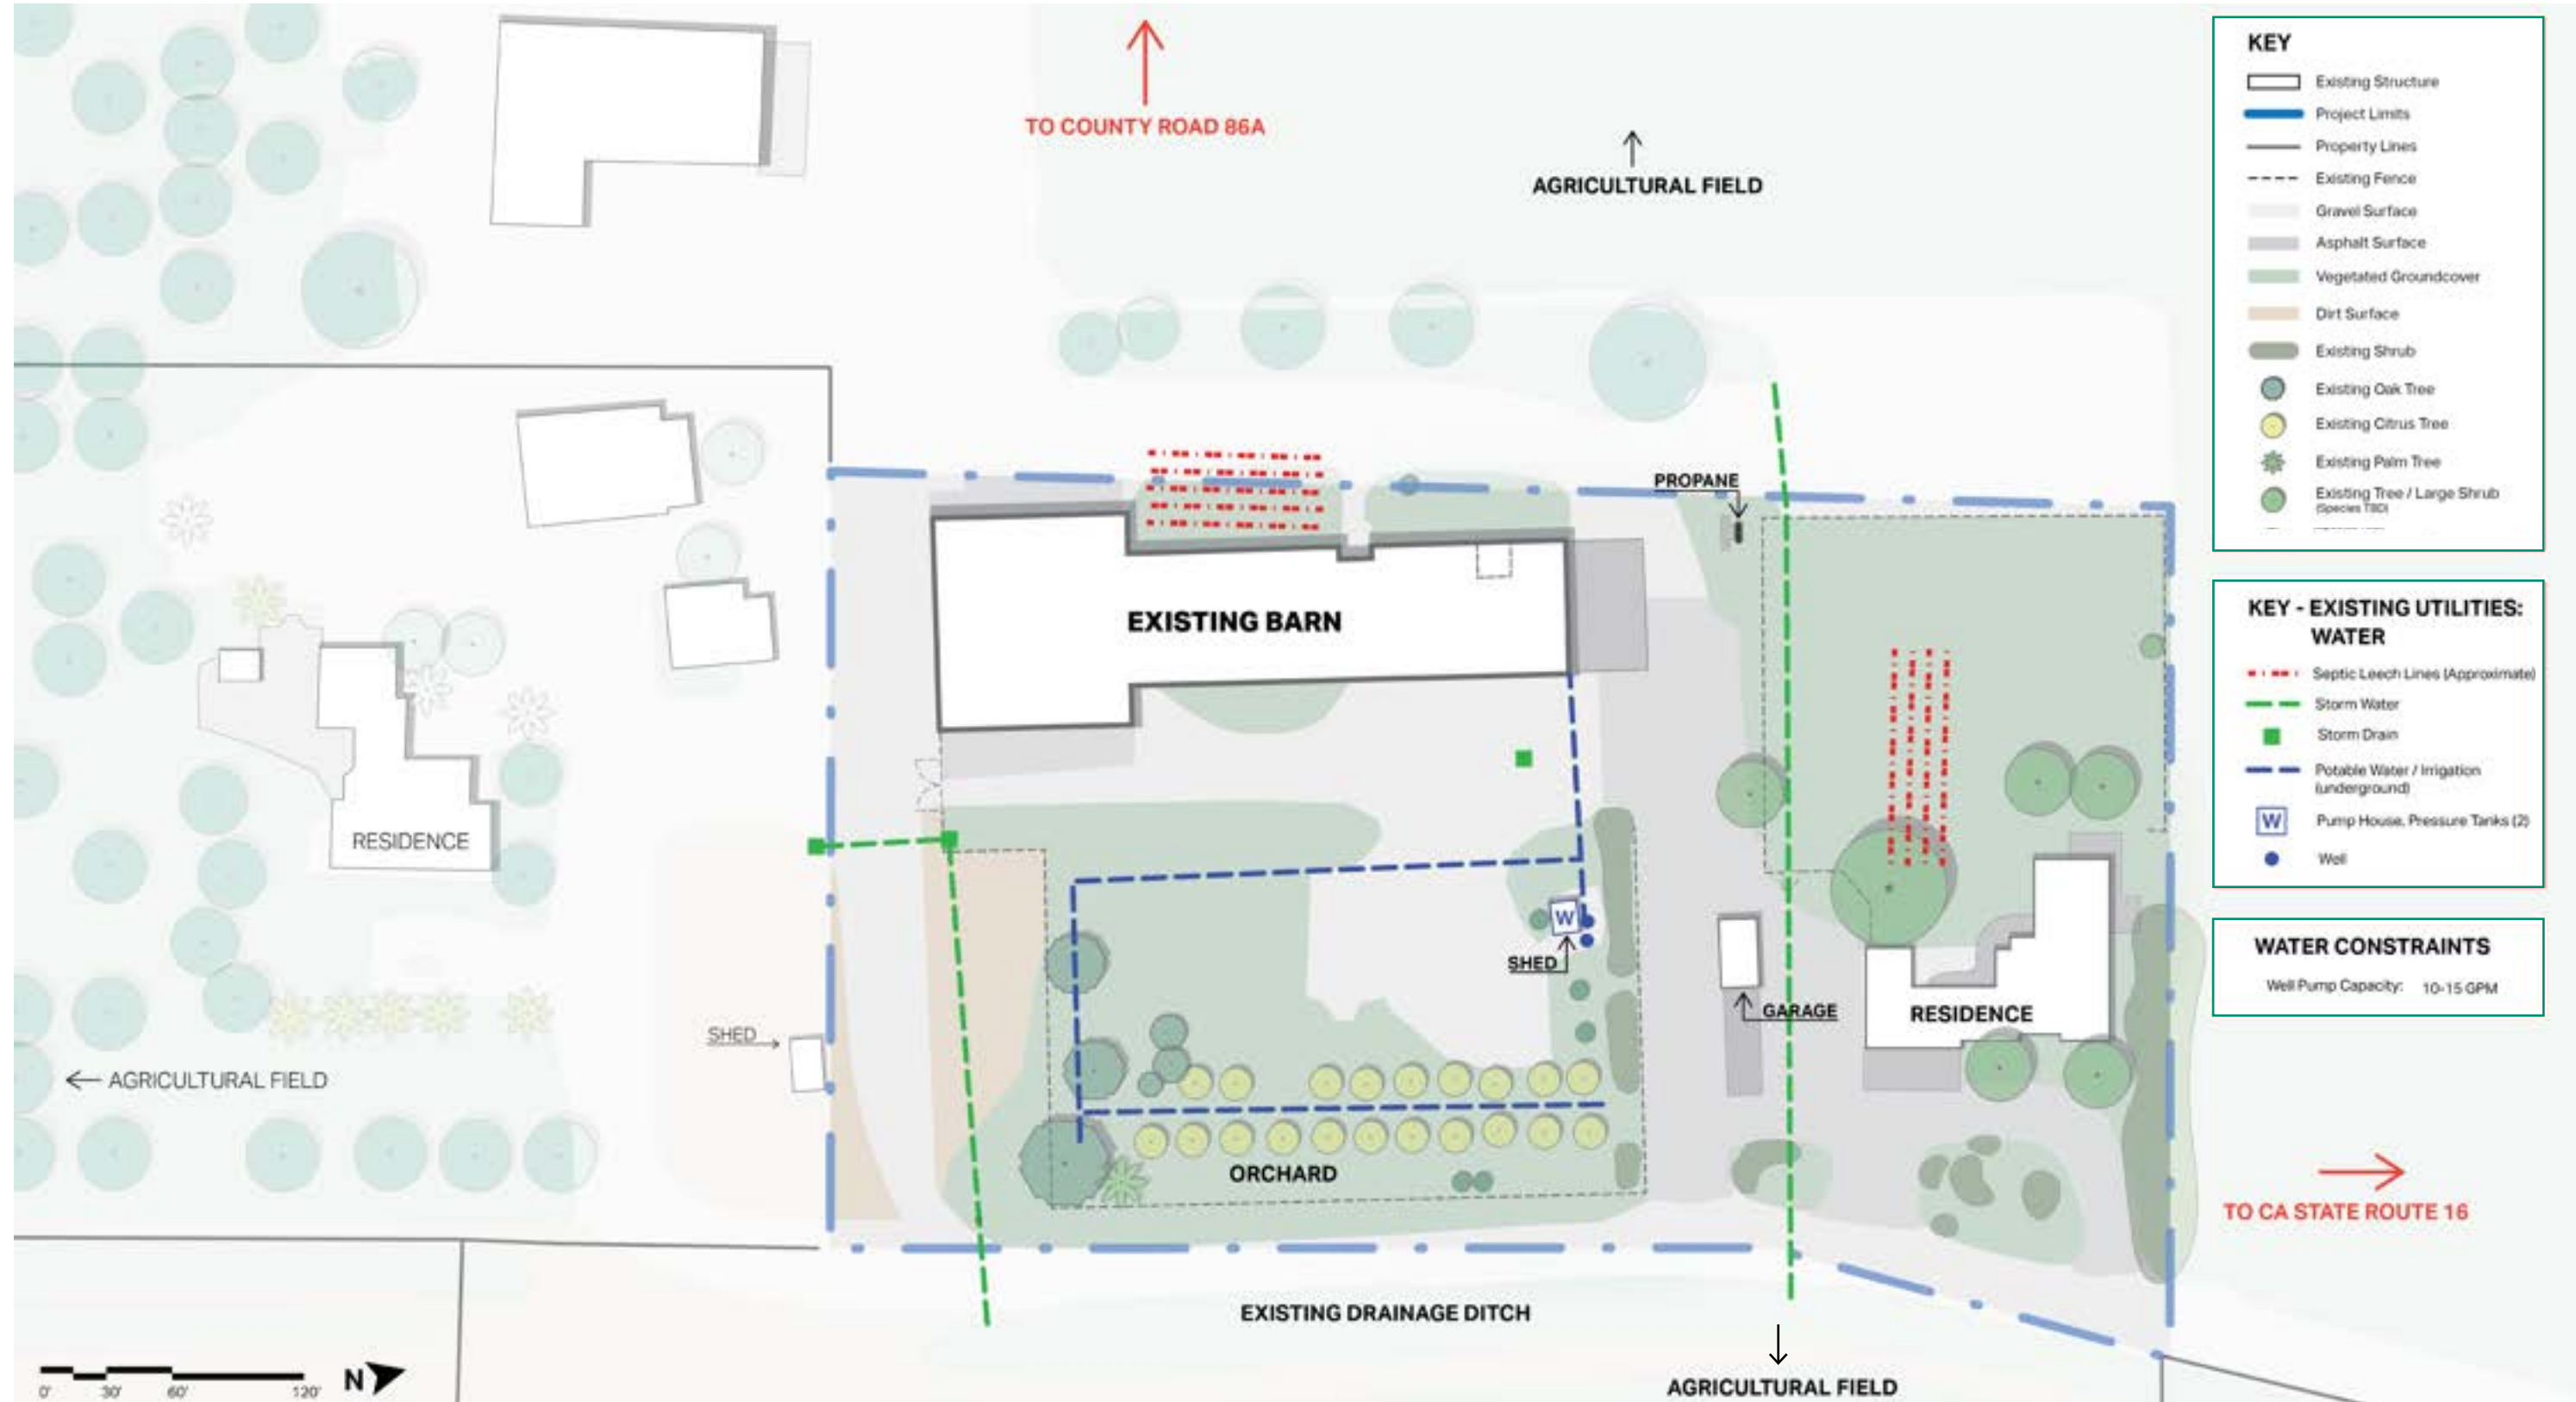 TO COUNTY ROAD 86A
AGRICULTURAL FIELD
PROPANE
EXISTING BARN
RESIDENCE
W
SHED
GARAGE
RESIDENCE
SHED
AGRICULTURAL FIELD
ORCHARD
EXISTING DRAINAGE DITCH
AGRICULTURAL FIELD
TO CA STATE ROUTE 16
0'
30'
60'
120'
N
KEY
Existing Structure
Project Limits
Property Lines
Existing Fence
Gravel Surface
Asphalt Surface
Vegetated Groundcover
Dirt Surface
Existing Shrub
Existing Oak Tree
Existing Citrus Tree
Existing Palm Tree
Existing Tree / Large Shrub
(Species TBD)
KEY - EXISTING UTILITIES:
WATER
Septic Leech Lines (Approximate)
Storm Water
Storm Drain
Potable Water / Irrigation
(underground)
W
Pump House, Pressure Tanks (2)
Well
WATER CONSTRAINTS
Well Pump Capacity: 10-15 GPM